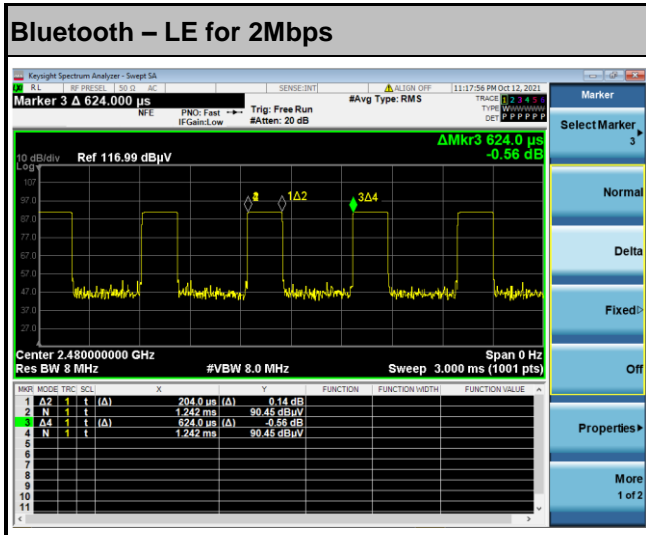 Bluetooth – LE for 2Mbps
Keysight Spectrum Analyzer - Swept SA
RL RF PRESEL 50 Ω AC SENSE:INT ALIGN OFF 11:17:56 PM Oct 12, 2021
Marker 3 Δ 624.000 µs
NFE PNO: Fast Trig: Free Run #Avg Type: RMS TRACE 1 2 3 4 5 6
IFGain:Low #Atten: 20 dB TYPE WWWWWW
DET P P P P P P
ΔMkr3 624.0 µs
-0.56 dB
10 dB/div Ref 116.99 dBµV
Log
107
97.0
87.0
77.0
67.0
57.0
47.0
37.0
27.0
1Δ2
3Δ4
Center 2.480000000 GHz Span 0 Hz
Res BW 8 MHz #VBW 8.0 MHz Sweep 3.000 ms (1001 pts)
MKR MODE TRC SCL X Y FUNCTION FUNCTION WIDTH FUNCTION VALUE
1 Δ2 1 t (Δ) 204.0 µs (Δ) 0.14 dB
2 N 1 t 1.242 ms 90.45 dBµV
3 Δ4 1 t (Δ) 624.0 µs (Δ) -0.56 dB
4 N 1 t 1.242 ms 90.45 dBµV
5
6
7
8
9
10
11
Marker
Select Marker
3
Normal
Delta
Fixed
Off
Properties
More
1 of 2